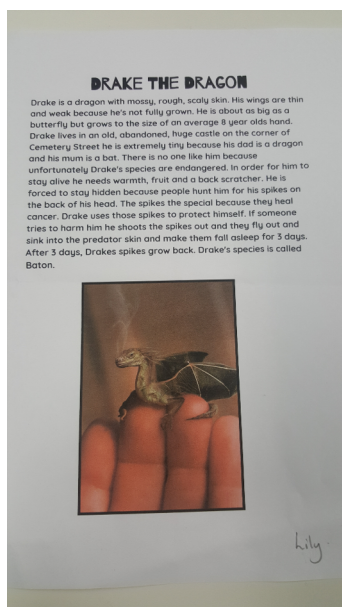 DRAKE THE DRAGON
Drake is a dragon with mossy, rough, scaly skin. His wings are thin
and weak because he's not fully grown. He is about as big as a
butterfly but grows to the size of an average 8 year olds hand.
Drake lives in an old, abandoned, huge castle on the corner of
Cemetery Street he is extremely tiny because his dad is a dragon
and his mum is a bat. There is no one like him because
unfortunately Drake's species are endangered. In order for him to
stay alive he needs warmth, fruit and a back scratcher. He is
forced to stay hidden because people hunt him for his spikes on
the back of his head. The spikes the special because they heal
cancer. Drake uses those spikes to protect himself. If someone
tries to harm him he shoots the spikes out and they fly out and
sink into the predator skin and make them fall asleep for 3 days.
After 3 days, Drakes spikes grow back. Drake's species is called
Baton.
Lily